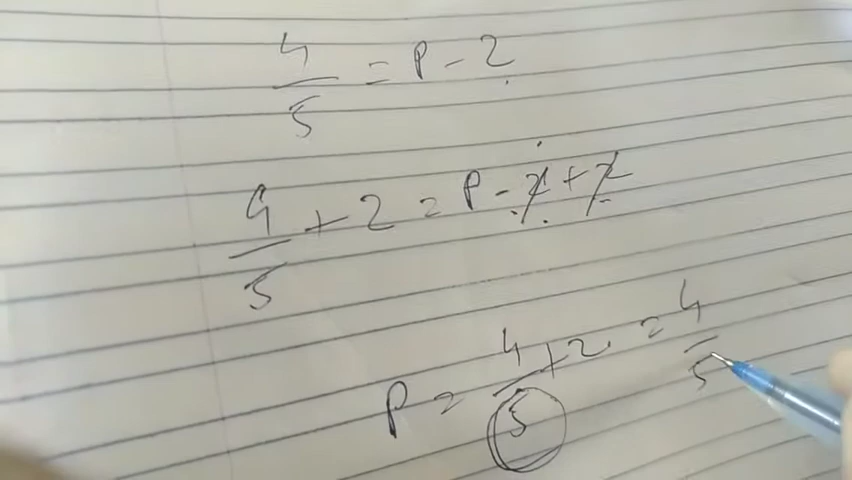 4/5 = P - 2
4/5 + 2 = P - 2 + 2
P = 4/5 + 2 = 4/5